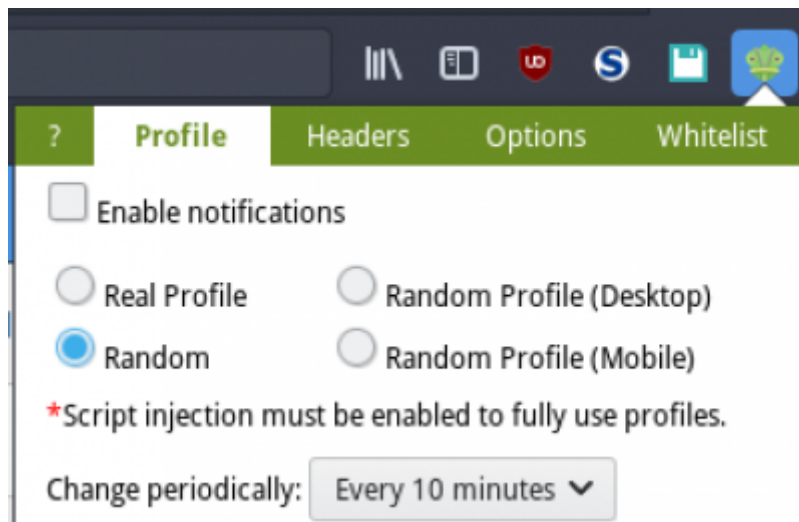 ? Profile Headers Options Whitelist
Enable notifications
Real Profile Random Profile (Desktop)
Random Random Profile (Mobile)
*Script injection must be enabled to fully use profiles.
Change periodically: Every 10 minutes